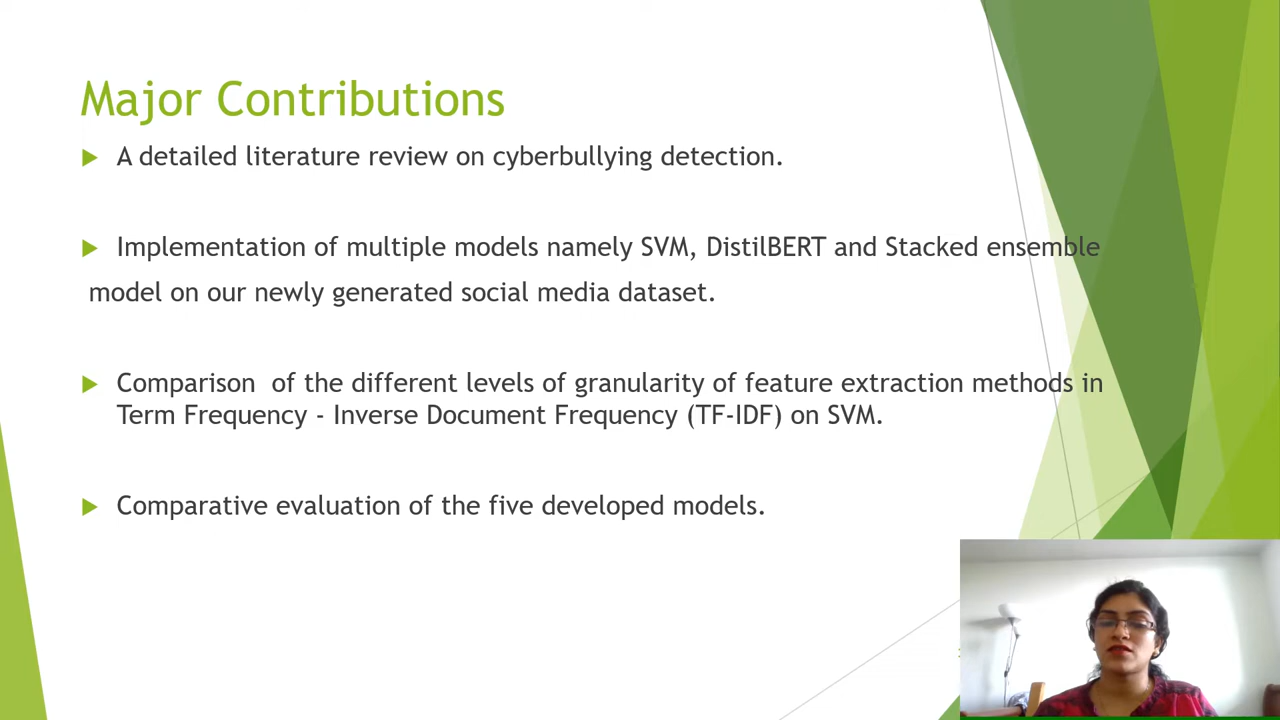 Major Contributions
A detailed literature review on cyberbullying detection.
Implementation of multiple models namely SVM, DistilBERT and Stacked ensemble
model on our newly generated social media dataset.
Comparison  of the different levels of granularity of feature extraction methods in
Term Frequency - Inverse Document Frequency (TF-IDF) on SVM.
Comparative evaluation of the five developed models.